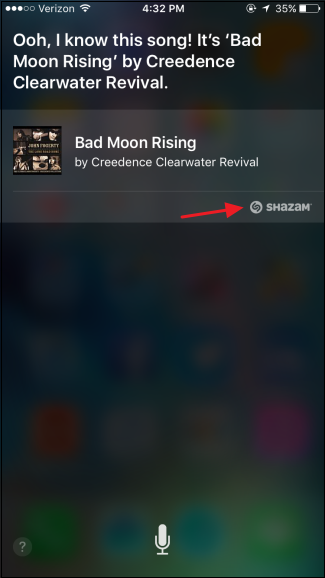 Verizon 4:32 PM 35%
Ooh, I know this song! It's 'Bad
Moon Rising' by Creedence
Clearwater Revival.
JOHN FOGERTY
Bad Moon Rising
by Creedence Clearwater Revival
SHAZAM
?